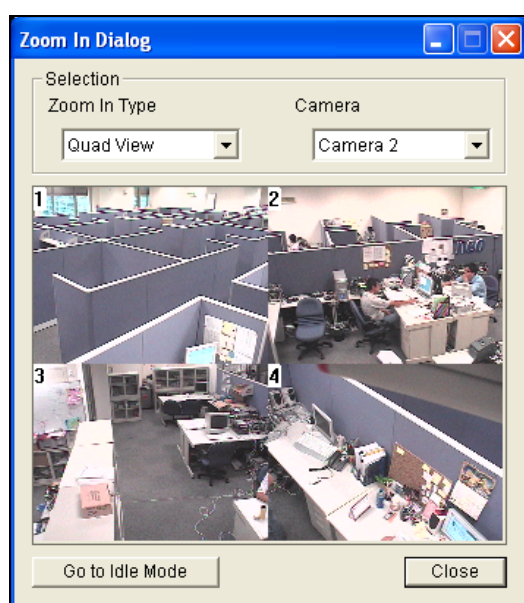 Zoom In Dialog
Selection
Zoom In Type
Camera
Quad View
Camera 2
1
2
3
4
Go to Idle Mode
Close